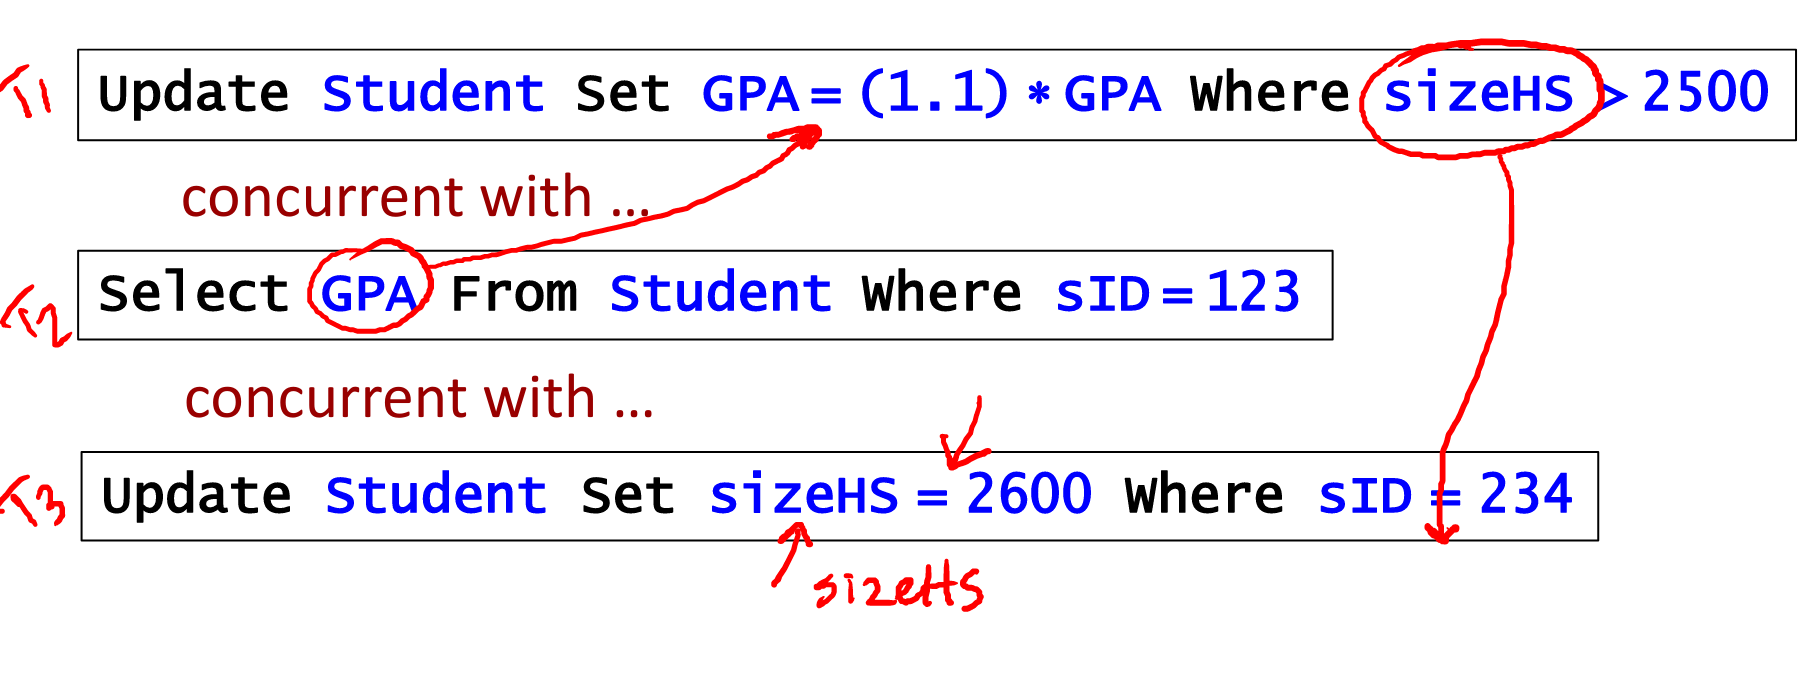 T1 Update Student Set GPA = (1.1) * GPA Where sizeHS > 2500
concurrent with …
T2 Select GPA From Student Where sID = 123
concurrent with …
T3 Update Student Set sizeHS = 2600 Where sID = 234
sizeHS